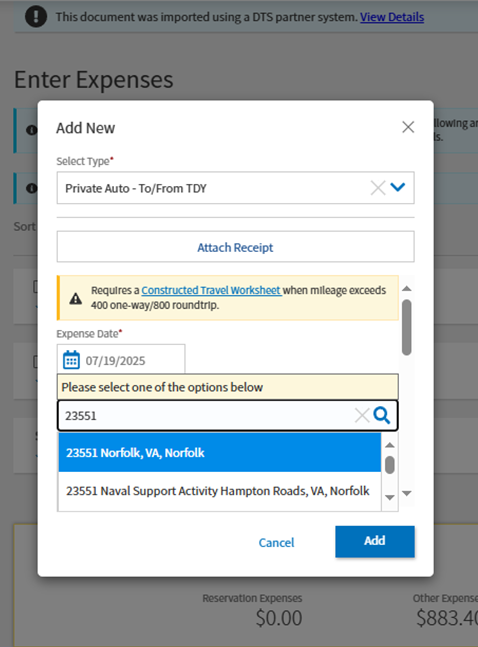 This document was imported using a DTS partner system. View Details
Enter Expenses
llowing an
ls.
Add New
Select Type*
Private Auto - To/From TDY
Sort
Attach Receipt
Requires a Constructed Travel Worksheet when mileage exceeds
400 one-way/800 roundtrip.
Expense Date*
07/19/2025
Please select one of the options below
23551
23551 Norfolk, VA, Norfolk
23551 Naval Support Activity Hampton Roads, VA, Norfolk
Cancel
Add
Reservation Expenses
Other Expense
$0.00
$883.40